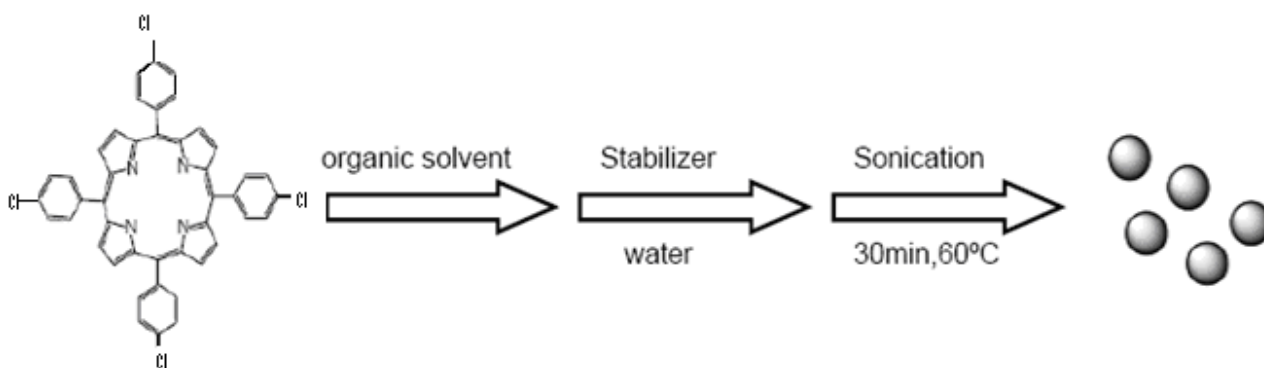 Cl
organic solvent
Stabilizer
Sonication
N
N
Cl
Cl
N
N
water
30min,60ºC
Cl